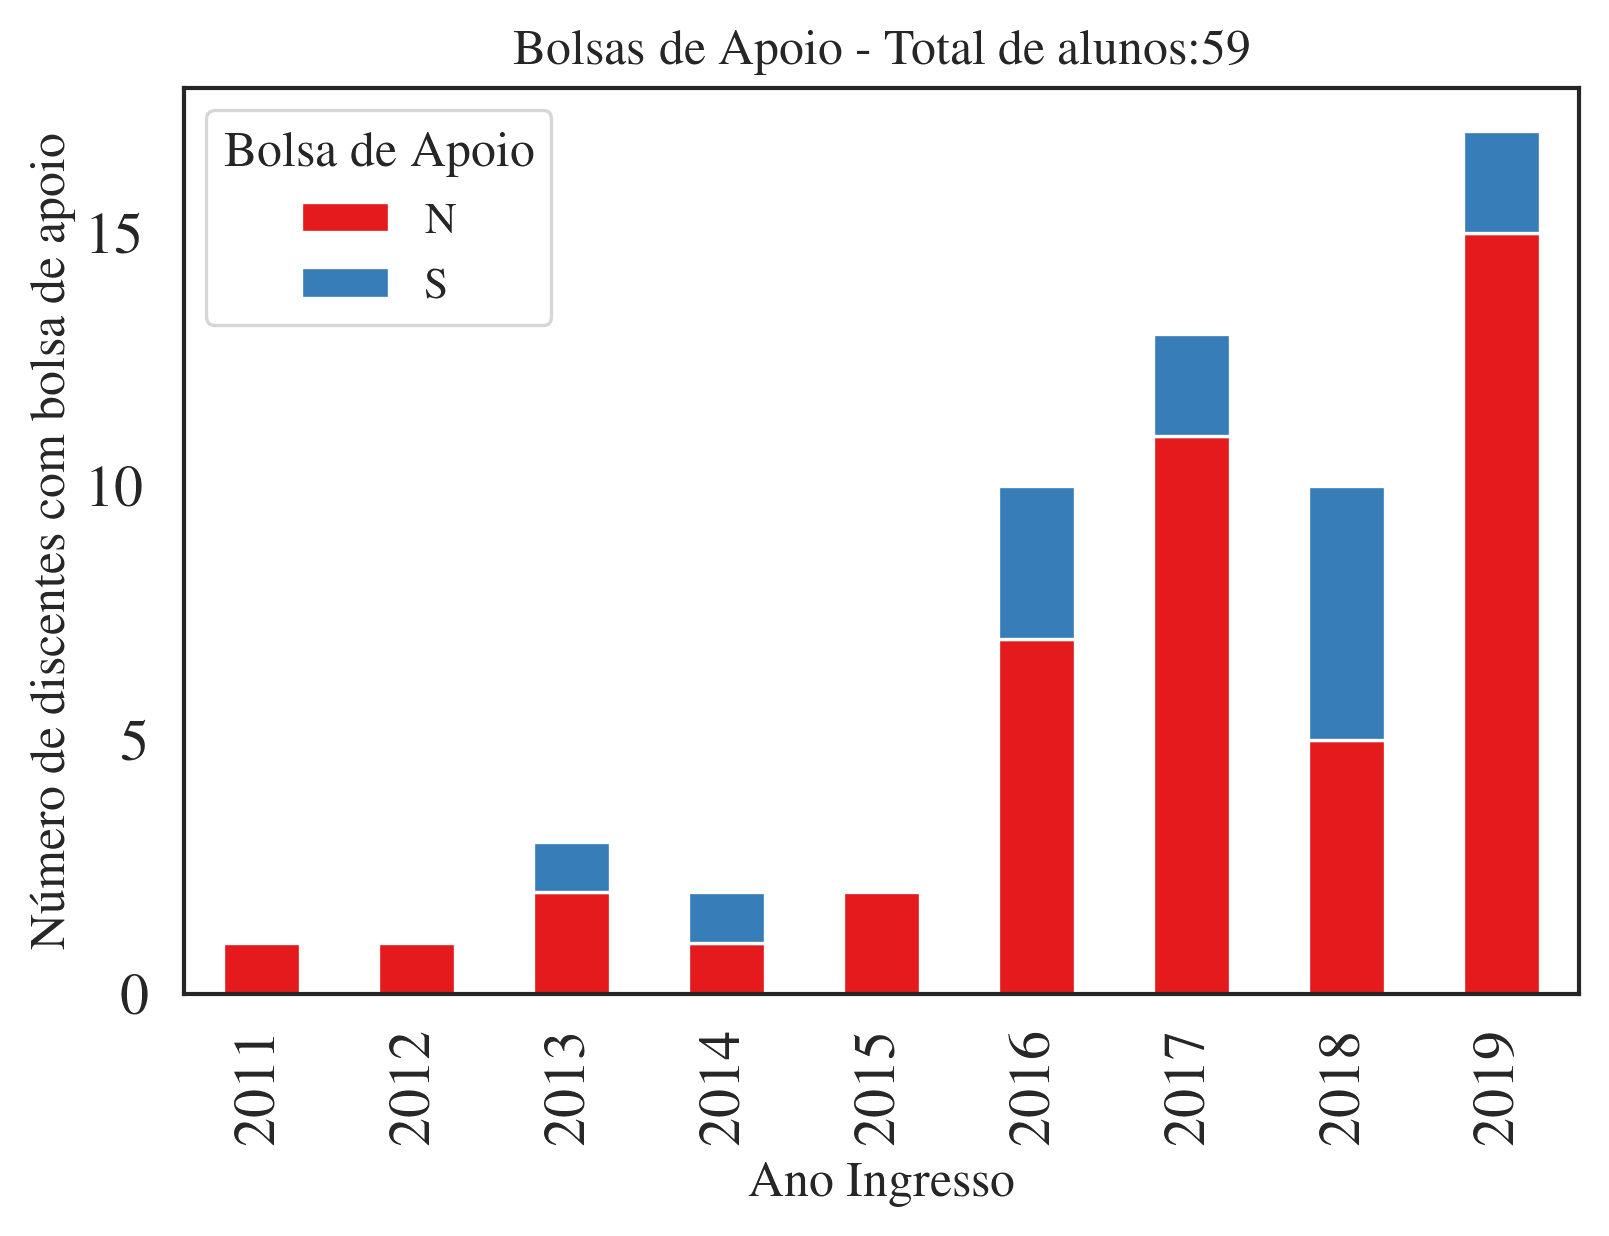 Bolsas de Apoio - Total de alunos:59
Bolsa de Apoio
N
S
Número de discentes com bolsa de apoio
15
10
5
0
2011 2012 2013 2014 2015 2016 2017 2018 2019
Ano Ingresso